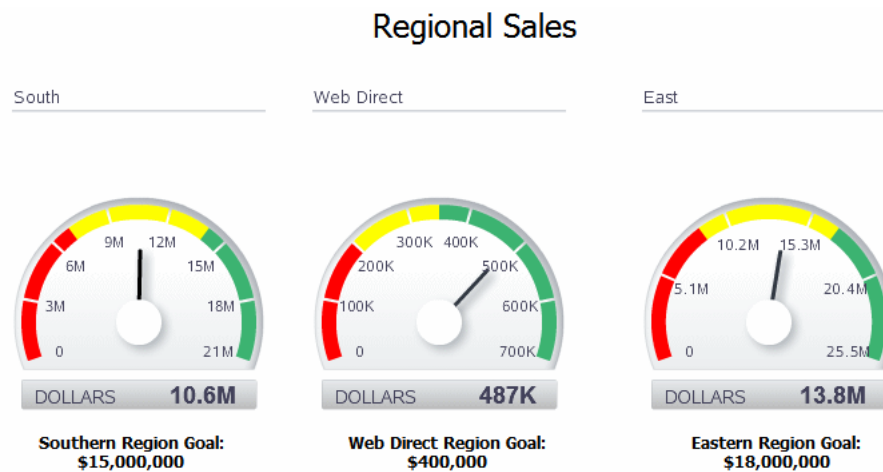 Regional Sales
South
0
3M
6M
9M
12M
15M
18M
21M
DOLLARS 10.6M
Southern Region Goal:
$15,000,000
Web Direct
0
100K
200K
300K
400K
500K
600K
700K
DOLLARS 487K
Web Direct Region Goal:
$400,000
East
0
5.1M
10.2M
15.3M
20.4M
25.5M
DOLLARS 13.8M
Eastern Region Goal:
$18,000,000